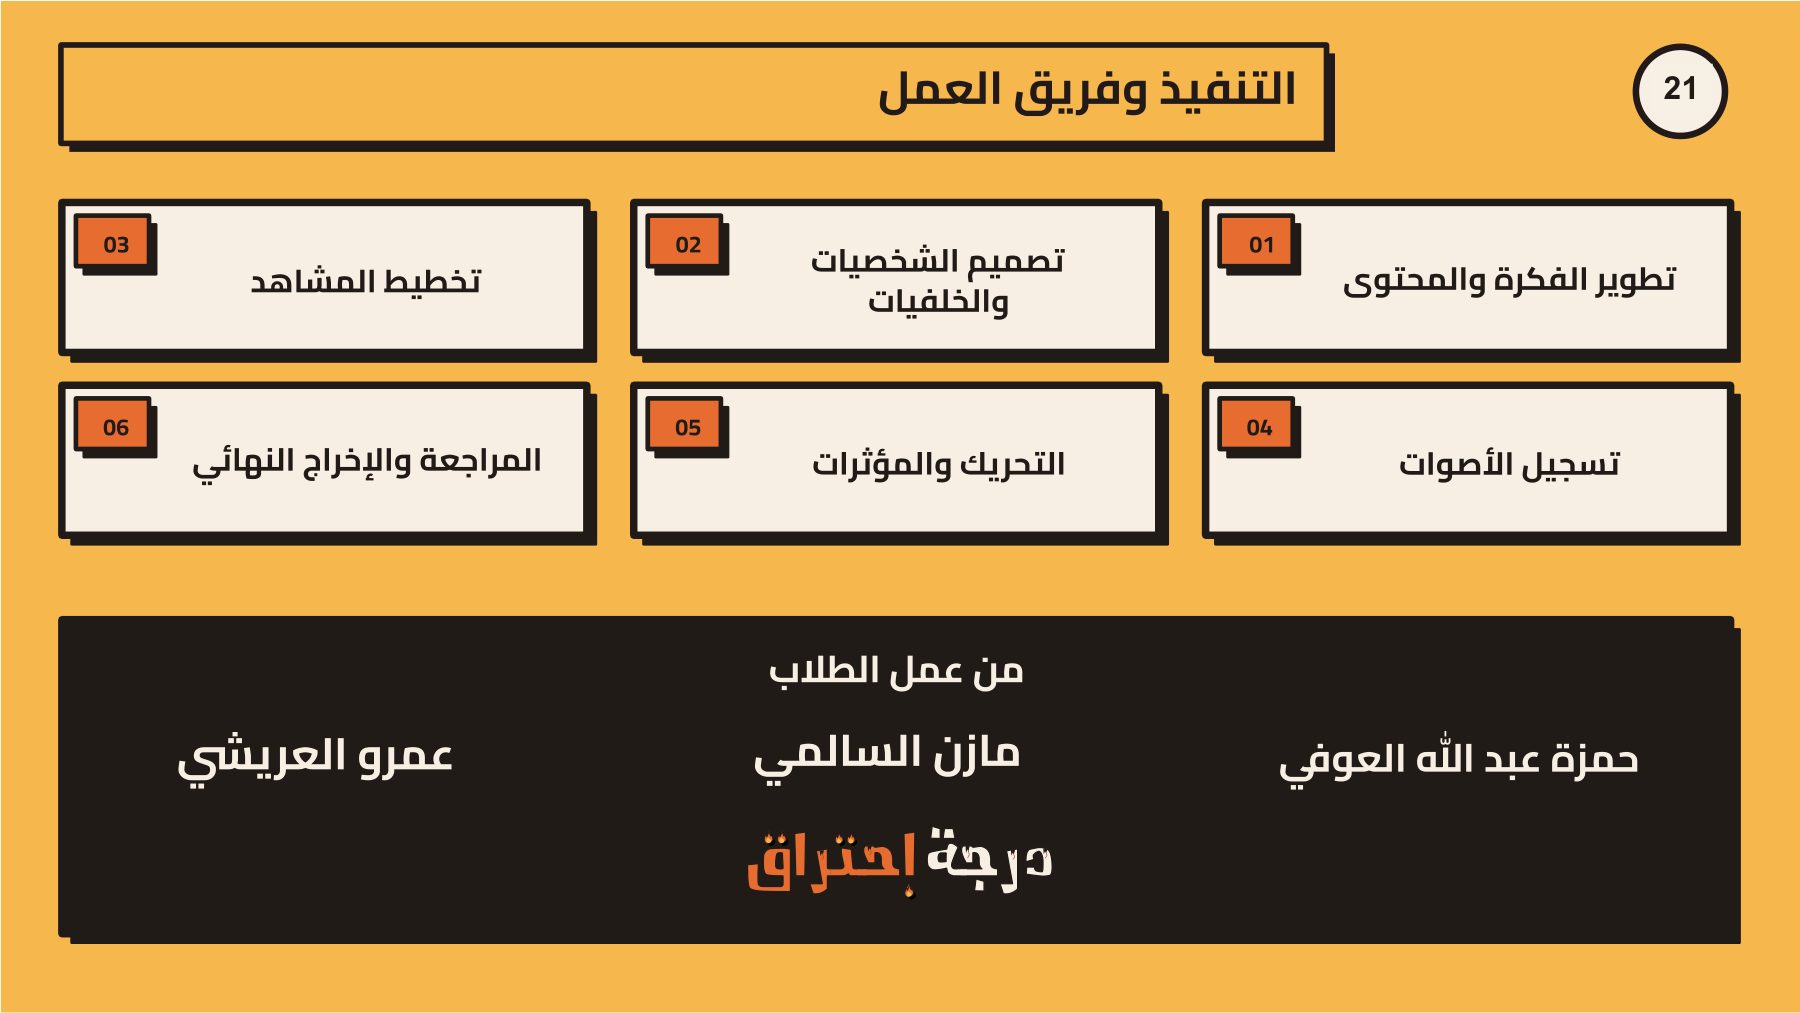 21
التنفيذ وفريق العمل
01
تطوير الفكرة والمحتوى
02
تصميم الشخصيات
والخلفيات
03
تخطيط المشاهد
04
تسجيل الأصوات
05
التحريك والمؤثرات
06
المراجعة والإخراج النهائي
من عمل الطلاب
حمزة عبد الله العوفي
مازن السالمي
عمرو العريشي
درجة إحتراق